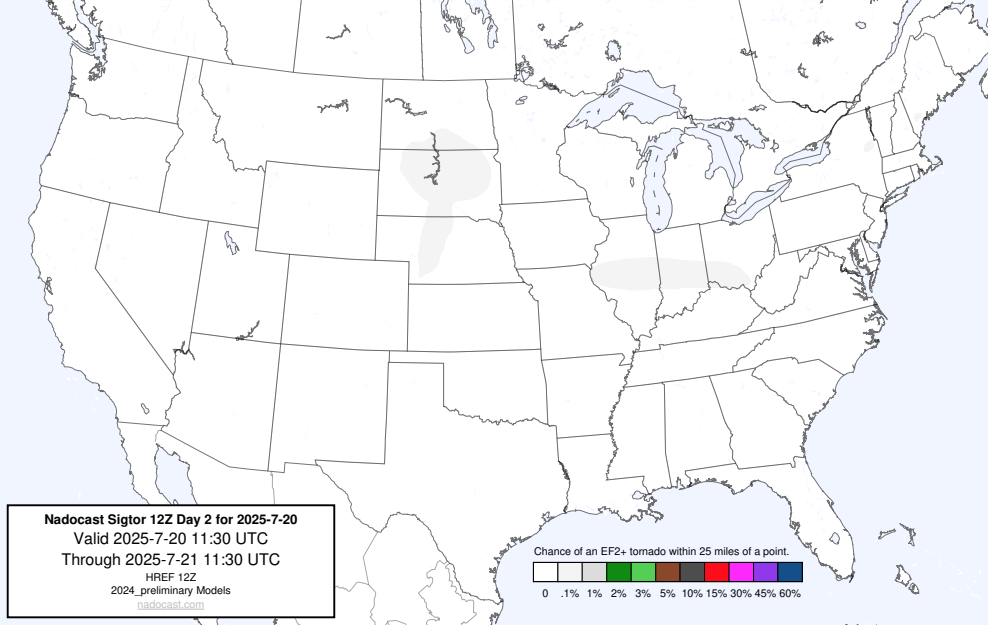 Nadocast Sigtor 12Z Day 2 for 2025-7-20
Valid 2025-7-20 11:30 UTC
Through 2025-7-21 11:30 UTC
HREF 12Z
2024_preliminary Models
nadocast.com
Chance of an EF2+ tornado within 25 miles of a point.
0 .1% 1% 2% 3% 5% 10% 15% 30% 45% 60%